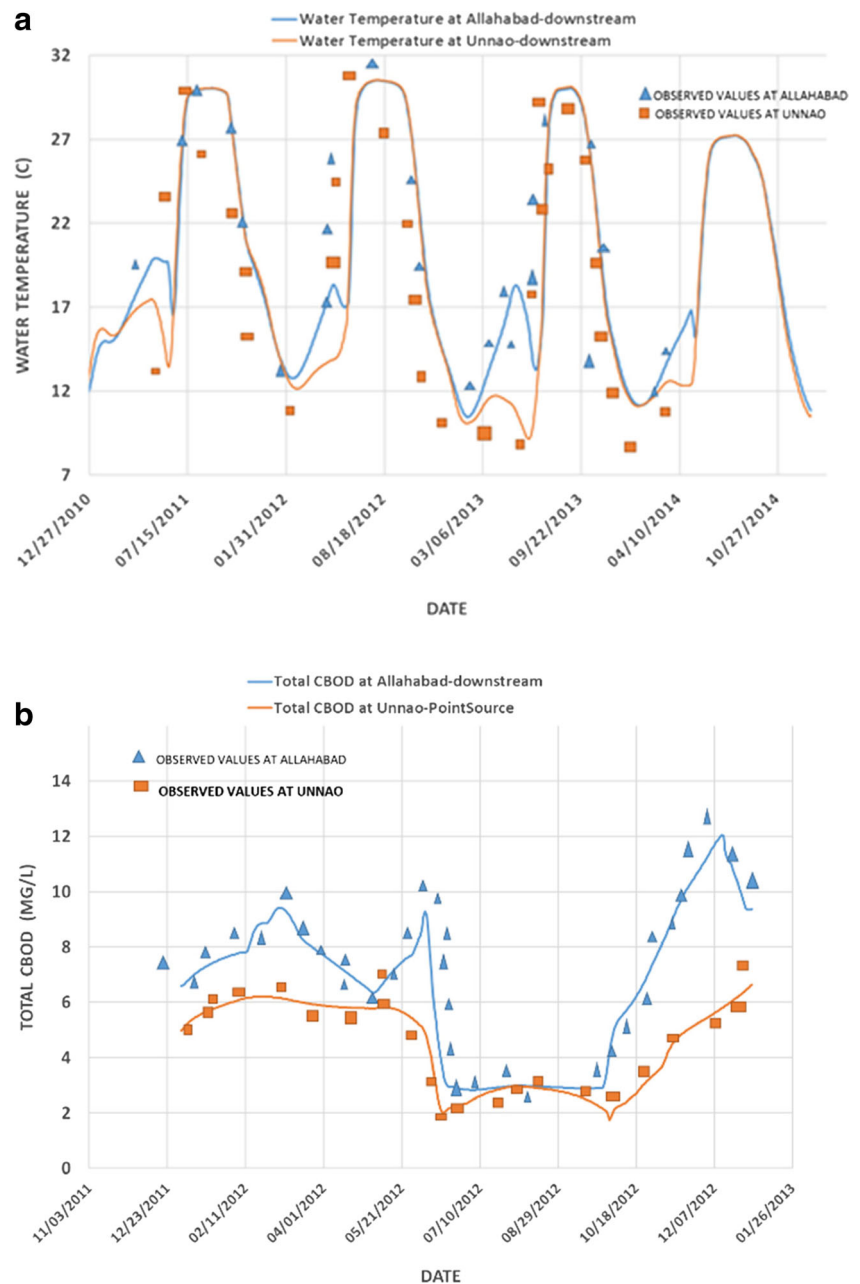 a
Water Temperature at Allahabad-downstream
Water Temperature at Unnao-downstream
OBSERVED VALUES AT ALLAHABAD
OBSERVED VALUES AT UNNAO
WATER TEMPERATURE (C)
32
27
22
17
12
7
12/27/2010
07/15/2011
01/31/2012
08/18/2012
03/06/2013
09/22/2013
04/10/2014
10/27/2014
DATE
b
Total CBOD at Allahabad-downstream
Total CBOD at Unnao-PointSource
OBSERVED VALUES AT ALLAHABAD
OBSERVED VALUES AT UNNAO
TOTAL CBOD (MG/L)
14
12
10
8
6
4
2
0
11/03/2011
12/23/2011
02/11/2012
04/01/2012
05/21/2012
07/10/2012
08/29/2012
10/18/2012
12/07/2012
01/26/2013
DATE